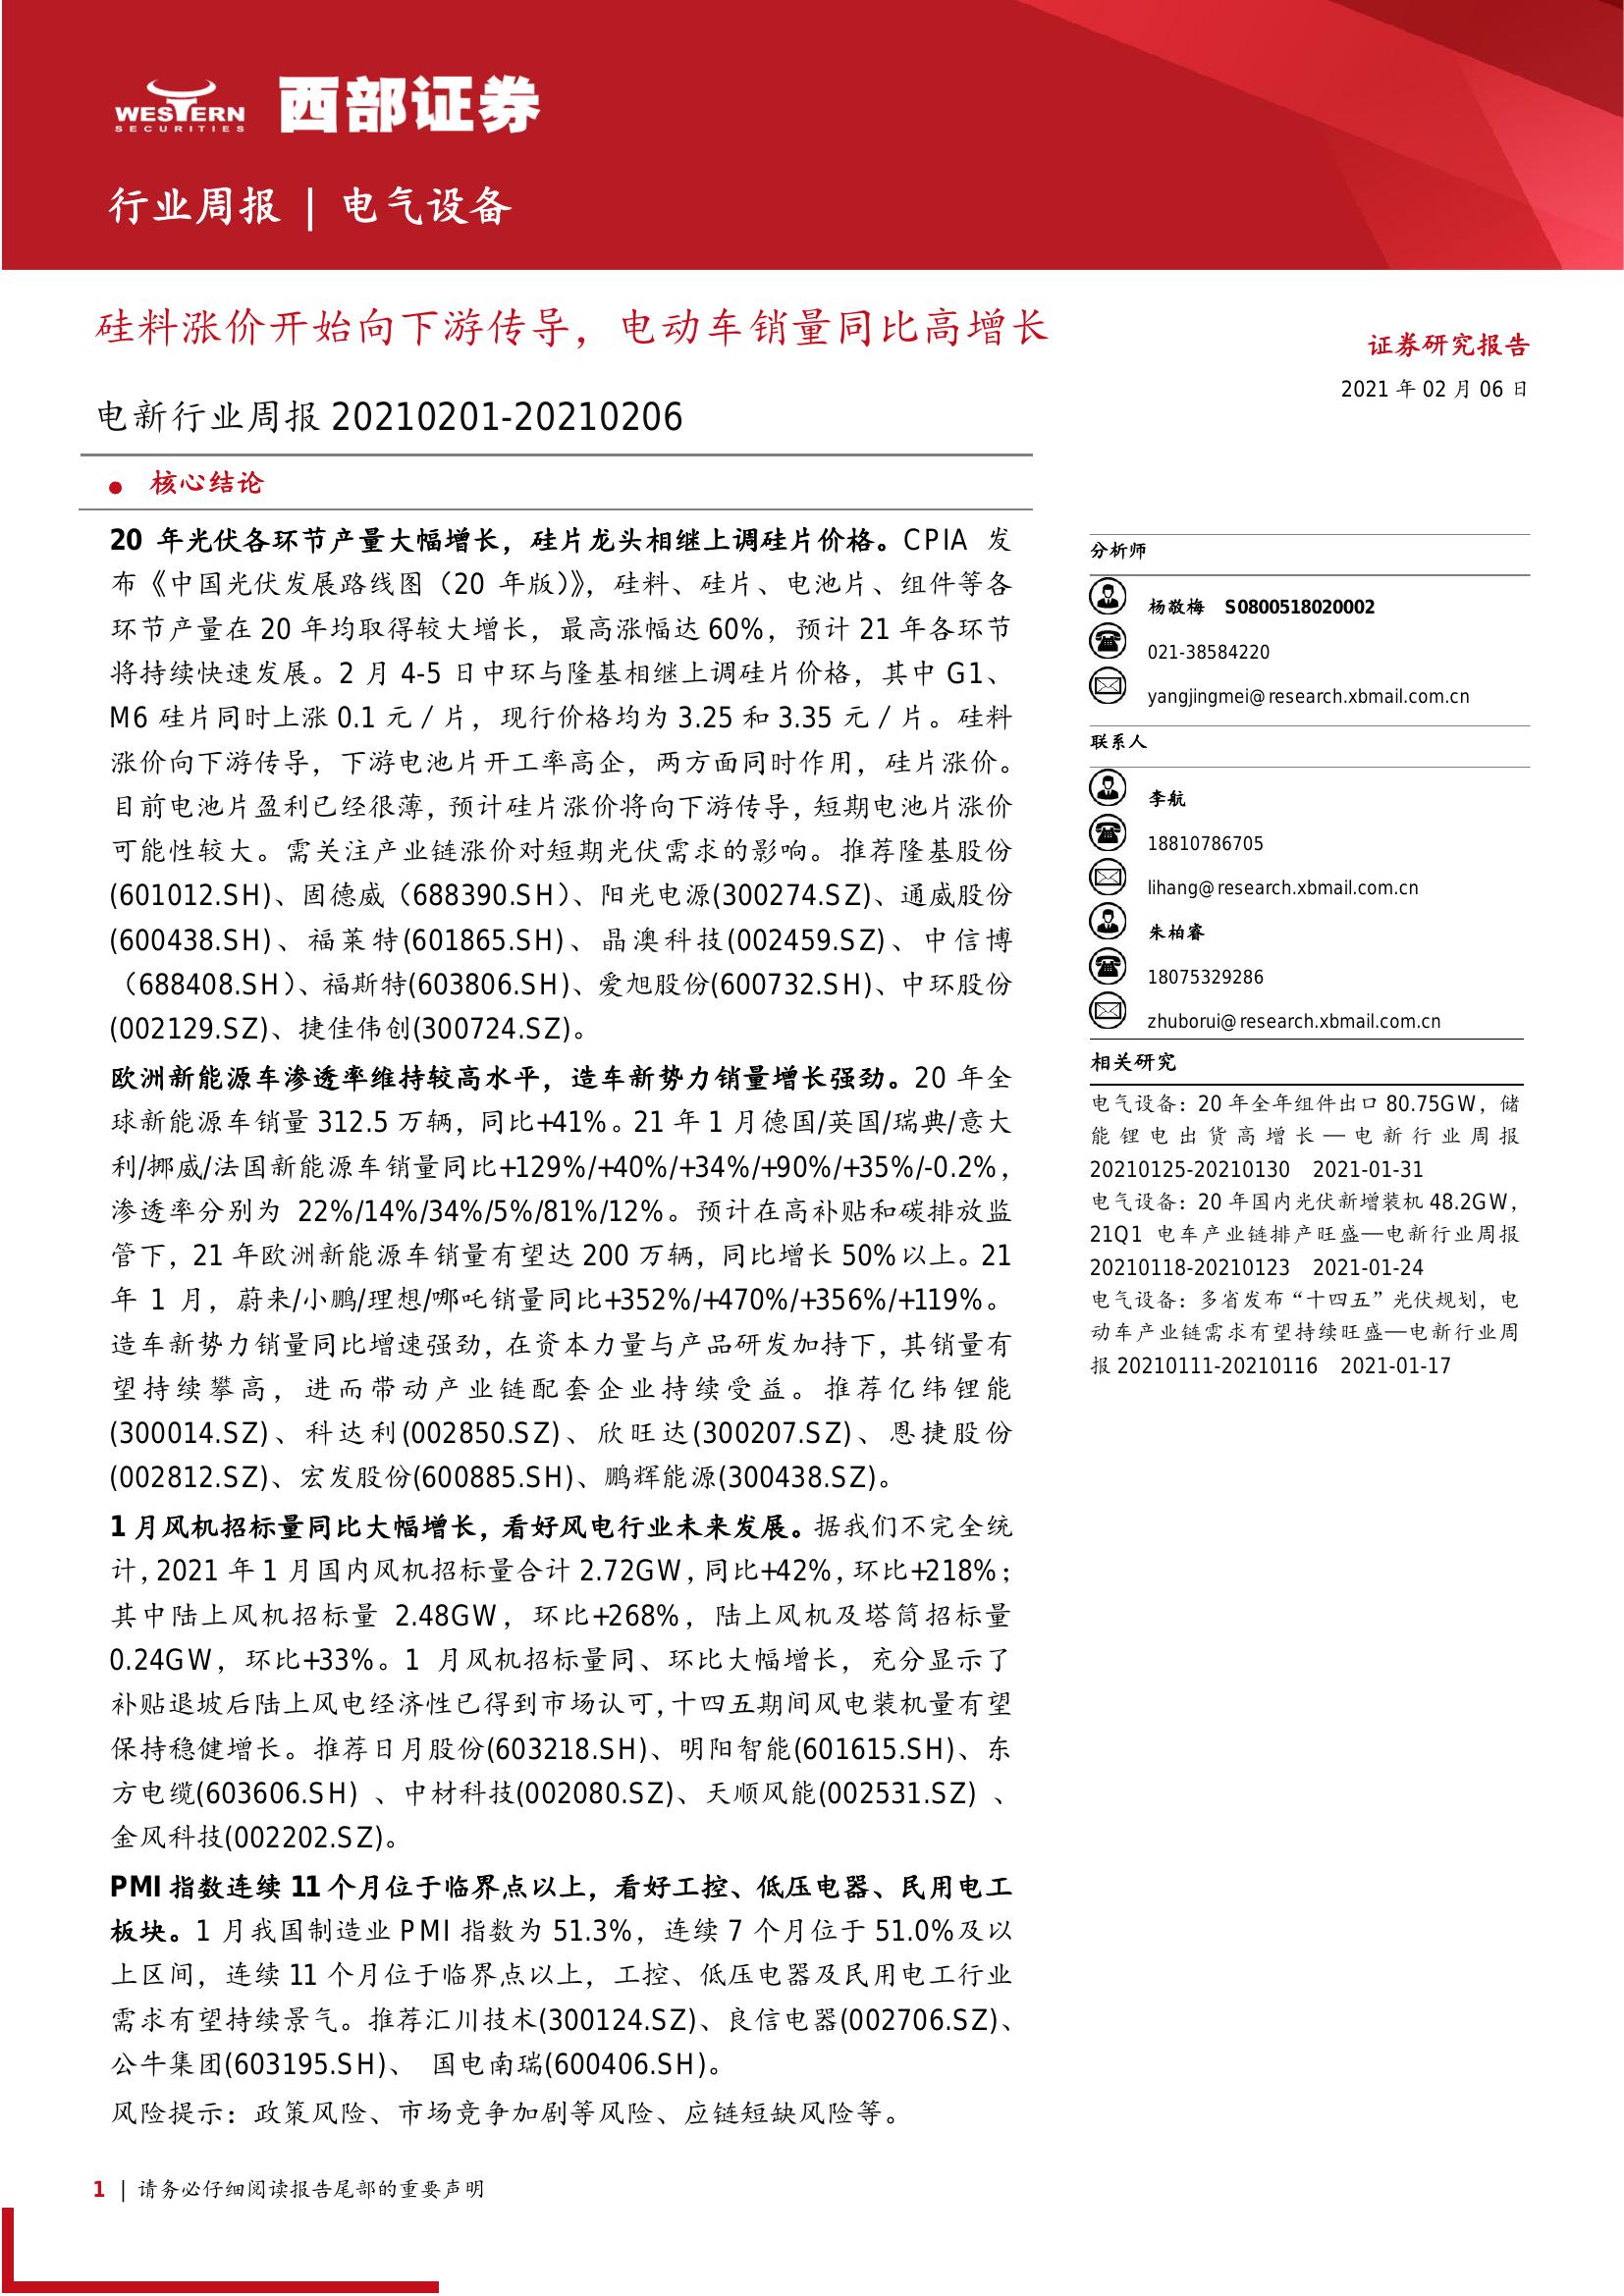 WESTERN
SECURITIES
西部证券
行业周报 | 电气设备
硅料涨价开始向下游传导，电动车销量同比高增长
电新行业周报 20210201-20210206
证券研究报告
2021 年 02 月 06 日
● 核心结论
20 年光伏各环节产量大幅增长，硅片龙头相继上调硅片价格。CPIA 发
布《中国光伏发展路线图（20 年版）》，硅料、硅片、电池片、组件等各
环节产量在 20 年均取得较大增长，最高涨幅达 60%，预计 21 年各环节
将持续快速发展。2 月 4-5 日中环与隆基相继上调硅片价格，其中 G1、
M6 硅片同时上涨 0.1 元／片，现行价格均为 3.25 和 3.35 元／片。硅料
涨价向下游传导，下游电池片开工率高企，两方面同时作用，硅片涨价。
目前电池片盈利已经很薄，预计硅片涨价将向下游传导，短期电池片涨价
可能性较大。需关注产业链涨价对短期光伏需求的影响。推荐隆基股份
(601012.SH)、固德威（688390.SH）、阳光电源(300274.SZ)、通威股份
(600438.SH)、福莱特(601865.SH)、晶澳科技(002459.SZ)、中信博
（688408.SH）、福斯特(603806.SH)、爱旭股份(600732.SH)、中环股份
(002129.SZ)、捷佳伟创(300724.SZ)。
欧洲新能源车渗透率维持较高水平，造车新势力销量增长强劲。20 年全
球新能源车销量 312.5 万辆，同比+41%。21 年 1 月德国/英国/瑞典/意大
利/挪威/法国新能源车销量同比+129%/+40%/+34%/+90%/+35%/-0.2%，
渗透率分别为 22%/14%/34%/5%/81%/12%。预计在高补贴和碳排放监
管下，21 年欧洲新能源车销量有望达 200 万辆，同比增长 50%以上。21
年 1 月，蔚来/小鹏/理想/哪吒销量同比+352%/+470%/+356%/+119%。
造车新势力销量同比增速强劲，在资本力量与产品研发加持下，其销量有
望持续攀高，进而带动产业链配套企业持续受益。推荐亿纬锂能
(300014.SZ)、科达利(002850.SZ)、欣旺达(300207.SZ)、恩捷股份
(002812.SZ)、宏发股份(600885.SH)、鹏辉能源(300438.SZ)。
1 月风机招标量同比大幅增长，看好风电行业未来发展。据我们不完全统
计，2021 年 1 月国内风机招标量合计 2.72GW，同比+42%，环比+218%；
其中陆上风机招标量 2.48GW，环比+268%，陆上风机及塔筒招标量
0.24GW，环比+33%。1 月风机招标量同、环比大幅增长，充分显示了
补贴退坡后陆上风电经济性已得到市场认可，十四五期间风电装机量有望
保持稳健增长。推荐日月股份(603218.SH)、明阳智能(601615.SH)、东
方电缆(603606.SH) 、中材科技(002080.SZ)、天顺风能(002531.SZ) 、
金风科技(002202.SZ)。
PMI 指数连续 11 个月位于临界点以上，看好工控、低压电器、民用电工
板块。1 月我国制造业 PMI 指数为 51.3%，连续 7 个月位于 51.0%及以
上区间，连续 11 个月位于临界点以上，工控、低压电器及民用电工行业
需求有望持续景气。推荐汇川技术(300124.SZ)、良信电器(002706.SZ)、
公牛集团(603195.SH)、 国电南瑞(600406.SH)。
风险提示：政策风险、市场竞争加剧等风险、应链短缺风险等。
分析师
杨敬梅 S0800518020002
021-38584220
yangjingmei@research.xbmail.com.cn
联系人
李航
18810786705
lihang@research.xbmail.com.cn
朱柏睿
18075329286
zhuborui@research.xbmail.com.cn
相关研究
电气设备：20 年全年组件出口 80.75GW，储
能锂电出货高增长—电新行业周报
20210125-20210130 2021-01-31
电气设备：20 年国内光伏新增装机 48.2GW，
21Q1 电车产业链排产旺盛—电新行业周报
20210118-20210123 2021-01-24
电气设备：多省发布“十四五”光伏规划，电
动车产业链需求有望持续旺盛—电新行业周
报 20210111-20210116 2021-01-17
1 | 请务必仔细阅读报告尾部的重要声明